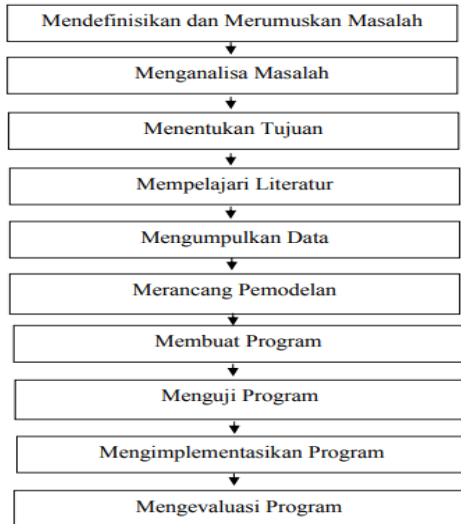 Mendefinisikan dan Merumuskan Masalah
Menganalisa Masalah
Menentukan Tujuan
Mempelajari Literatur
Mengumpulkan Data
Merancang Pemodelan
Membuat Program
Menguji Program
Mengimplementasikan Program
Mengevaluasi Program